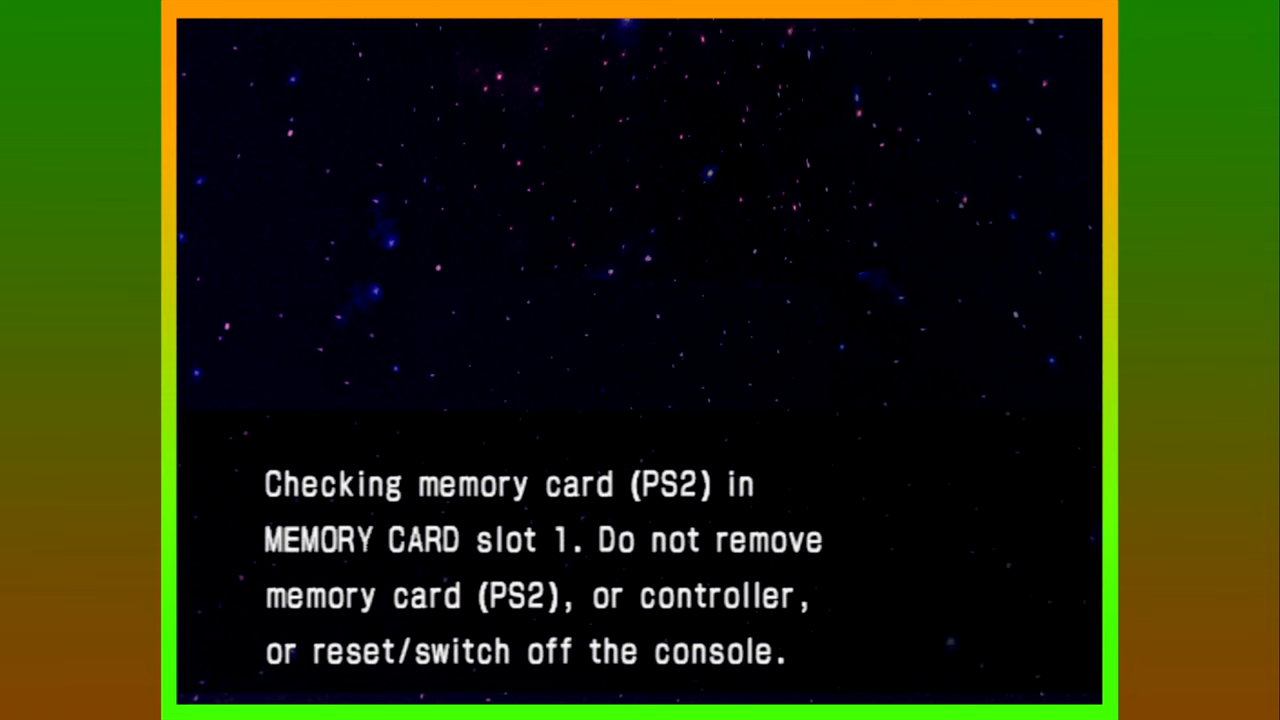 Checking memory card (PS2) in
MEMORY CARD slot 1. Do not remove
memory card (PS2), or controller,
or reset/switch off the console.